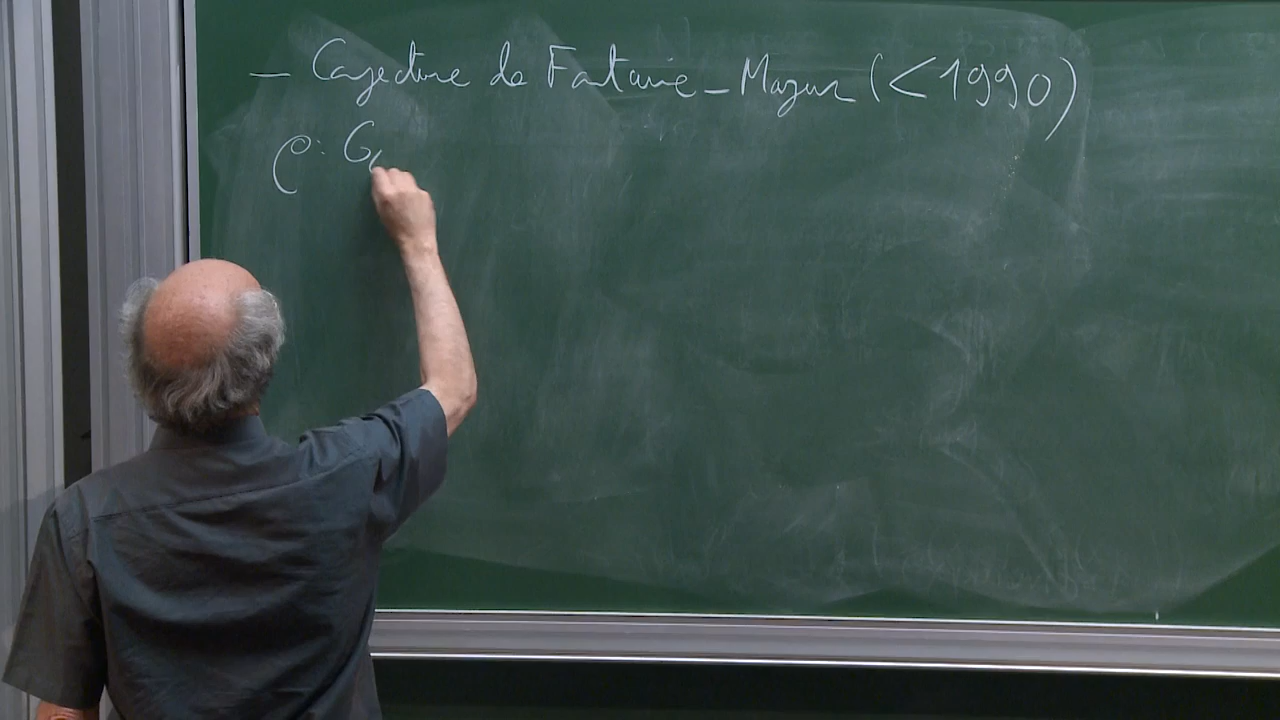 — Conjecture de Fontaine – Mazur (< 1990)
ρ: G